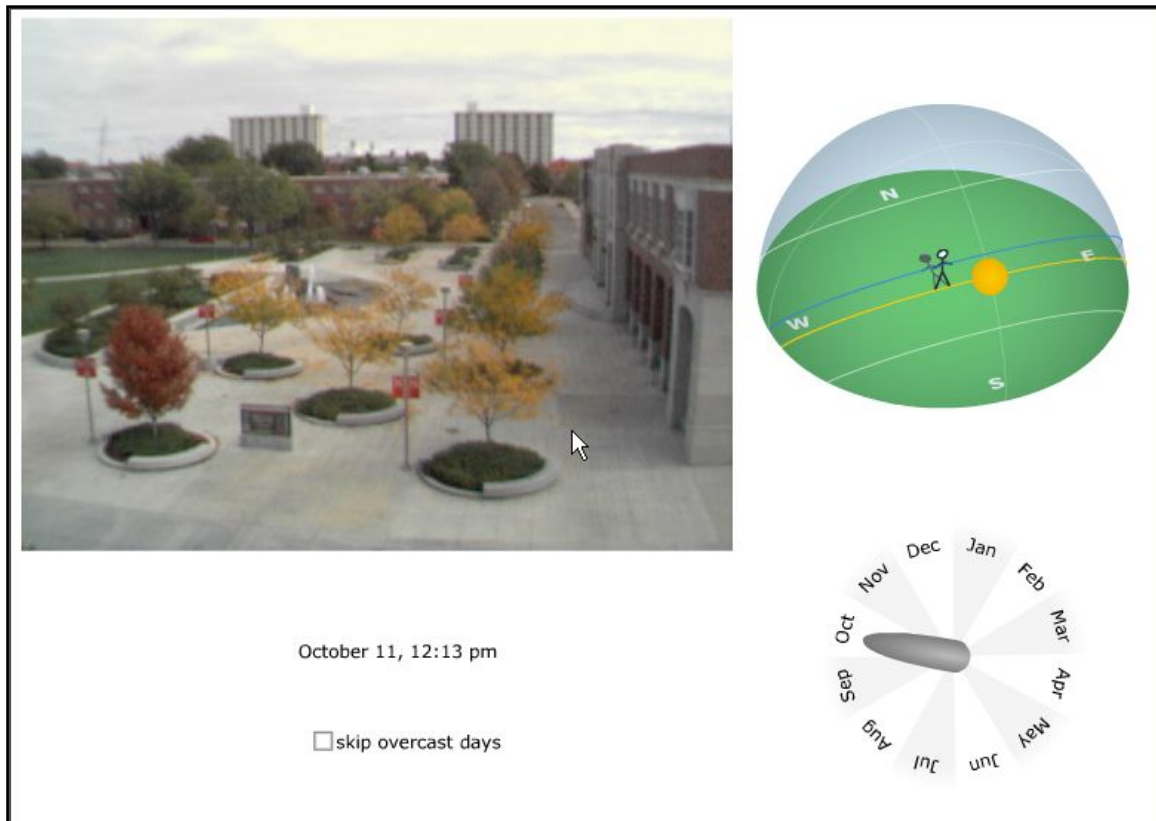 N
E
W
S
Dec
Jan
Nov
Feb
Oct
Mar
Sep
Apr
Aug
May
Jul
Jun
October 11, 12:13 pm
skip overcast days